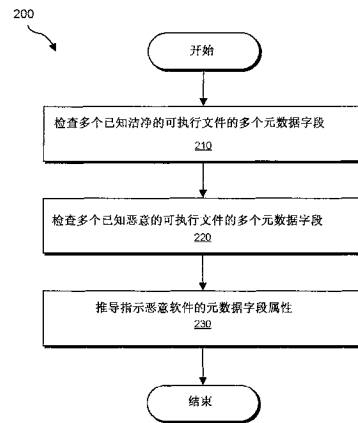 200
开始
检查多个已知洁净的可执行文件的多个元数据字段
210
检查多个已知恶意的可执行文件的多个元数据字段
220
推导指示恶意软件的元数据字段属性
230
结束